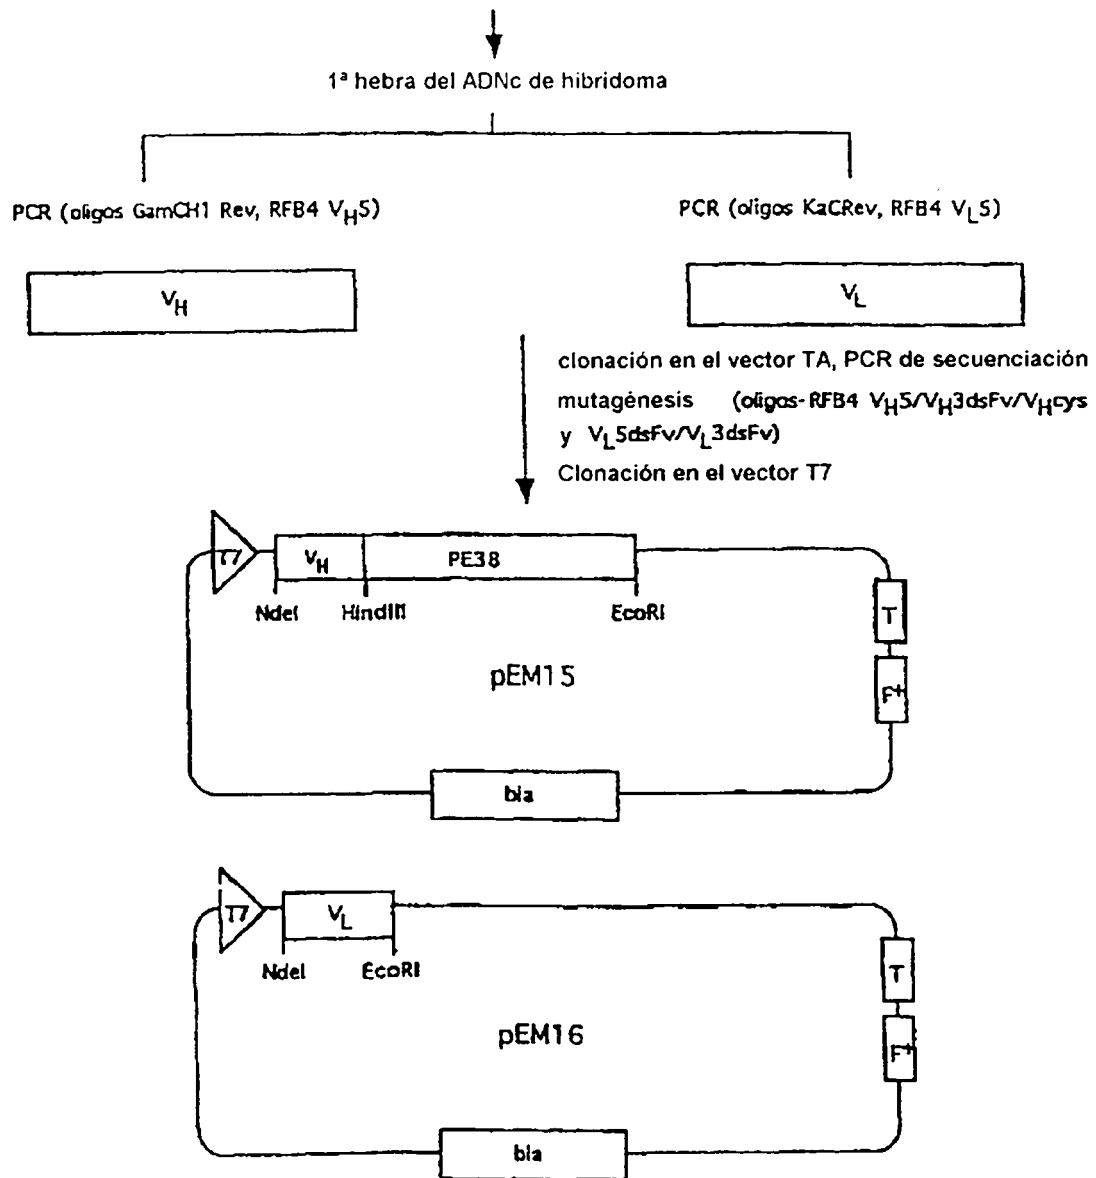 1ª hebra del ADNc de hibridoma
PCR (oligos GamCH1 Rev, RFB4 VH5)
PCR (oligos KaCRev, RFB4 VL5)
VH
VL
clonación en el vector TA, PCR de secuenciación
mutagénesis (oligos-RFB4 VH5/VH3dsFv/VHcys
y VL5dsFv/VL3dsFv)
Clonación en el vector T7
T7
VH
PE38
NdeI
HindIII
EcoRI
T
F+
pEM15
bla
T7
VL
NdeI
EcoRI
T
F+
pEM16
bla